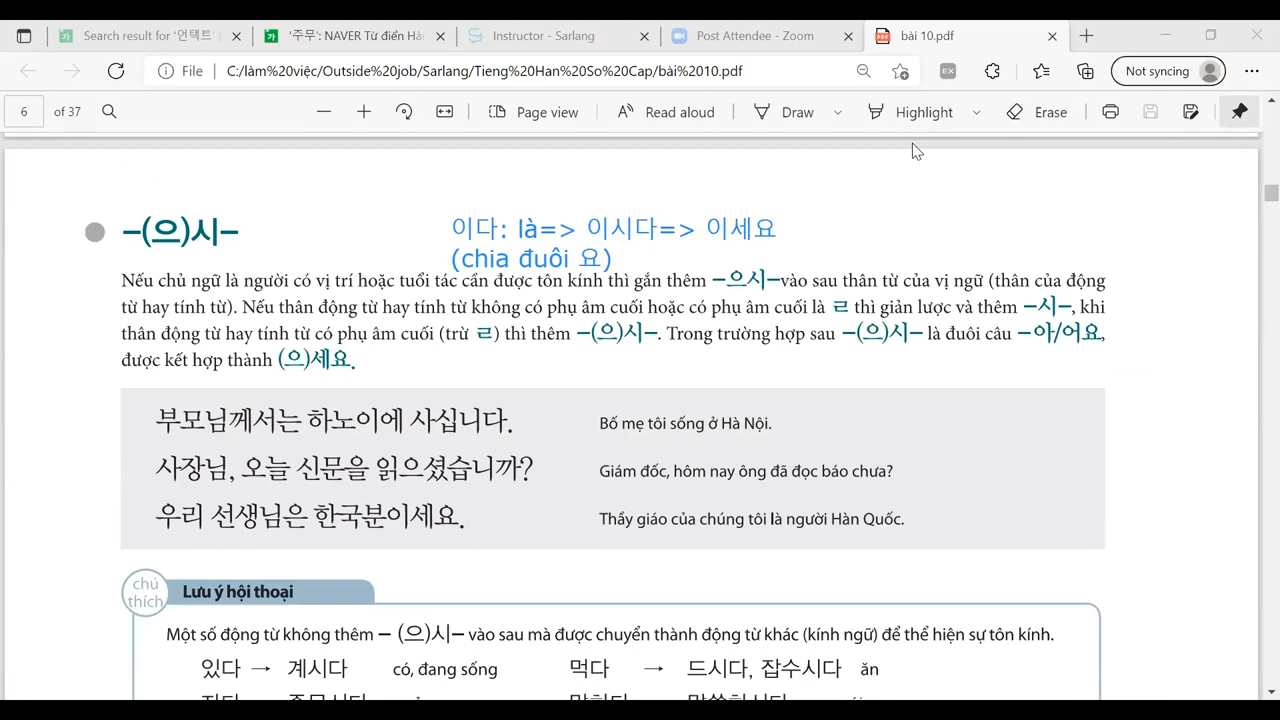 Search result for '언택트'
'주무': NAVER Từ điển Hàn
Instructor - Sarlang
Post Attendee - Zoom
bài 10.pdf
File
C:/làm%20việc/Outside%20job/Sarlang/Tieng%20Han%20So%20Cap/bài%2010.pdf
EX
Not syncing
6 of 37
Page view
Read aloud
Draw
Highlight
Erase
–(으)시–
이다: là=> 이시다=> 이세요
(chia đuôi 요)
Nếu chủ ngữ là người có vị trí hoặc tuổi tác cần được tôn kính thì gắn thêm –으시–vào sau thân từ của vị ngữ (thân của động
từ hay tính từ). Nếu thân động từ hay tính từ không có phụ âm cuối hoặc có phụ âm cuối là ㄹ thì giản lược và thêm –시–, khi
thân động từ hay tính từ có phụ âm cuối (trừ ㄹ) thì thêm –(으)시–. Trong trường hợp sau –(으)시– là đuôi câu –아/어요,
được kết hợp thành (으)세요.
부모님께서는 하노이에 사십니다. Bố mẹ tôi sống ở Hà Nội.
사장님, 오늘 신문을 읽으셨습니까? Giám đốc, hôm nay ông đã đọc báo chưa?
우리 선생님은 한국분이세요. Thầy giáo của chúng tôi là người Hàn Quốc.
chú
thích
Lưu ý hội thoại
Một số động từ không thêm – (으)시– vào sau mà được chuyển thành động từ khác (kính ngữ) để thể hiện sự tôn kính.
있다 → 계시다 có, đang sống 먹다 → 드시다, 잡수시다 ăn